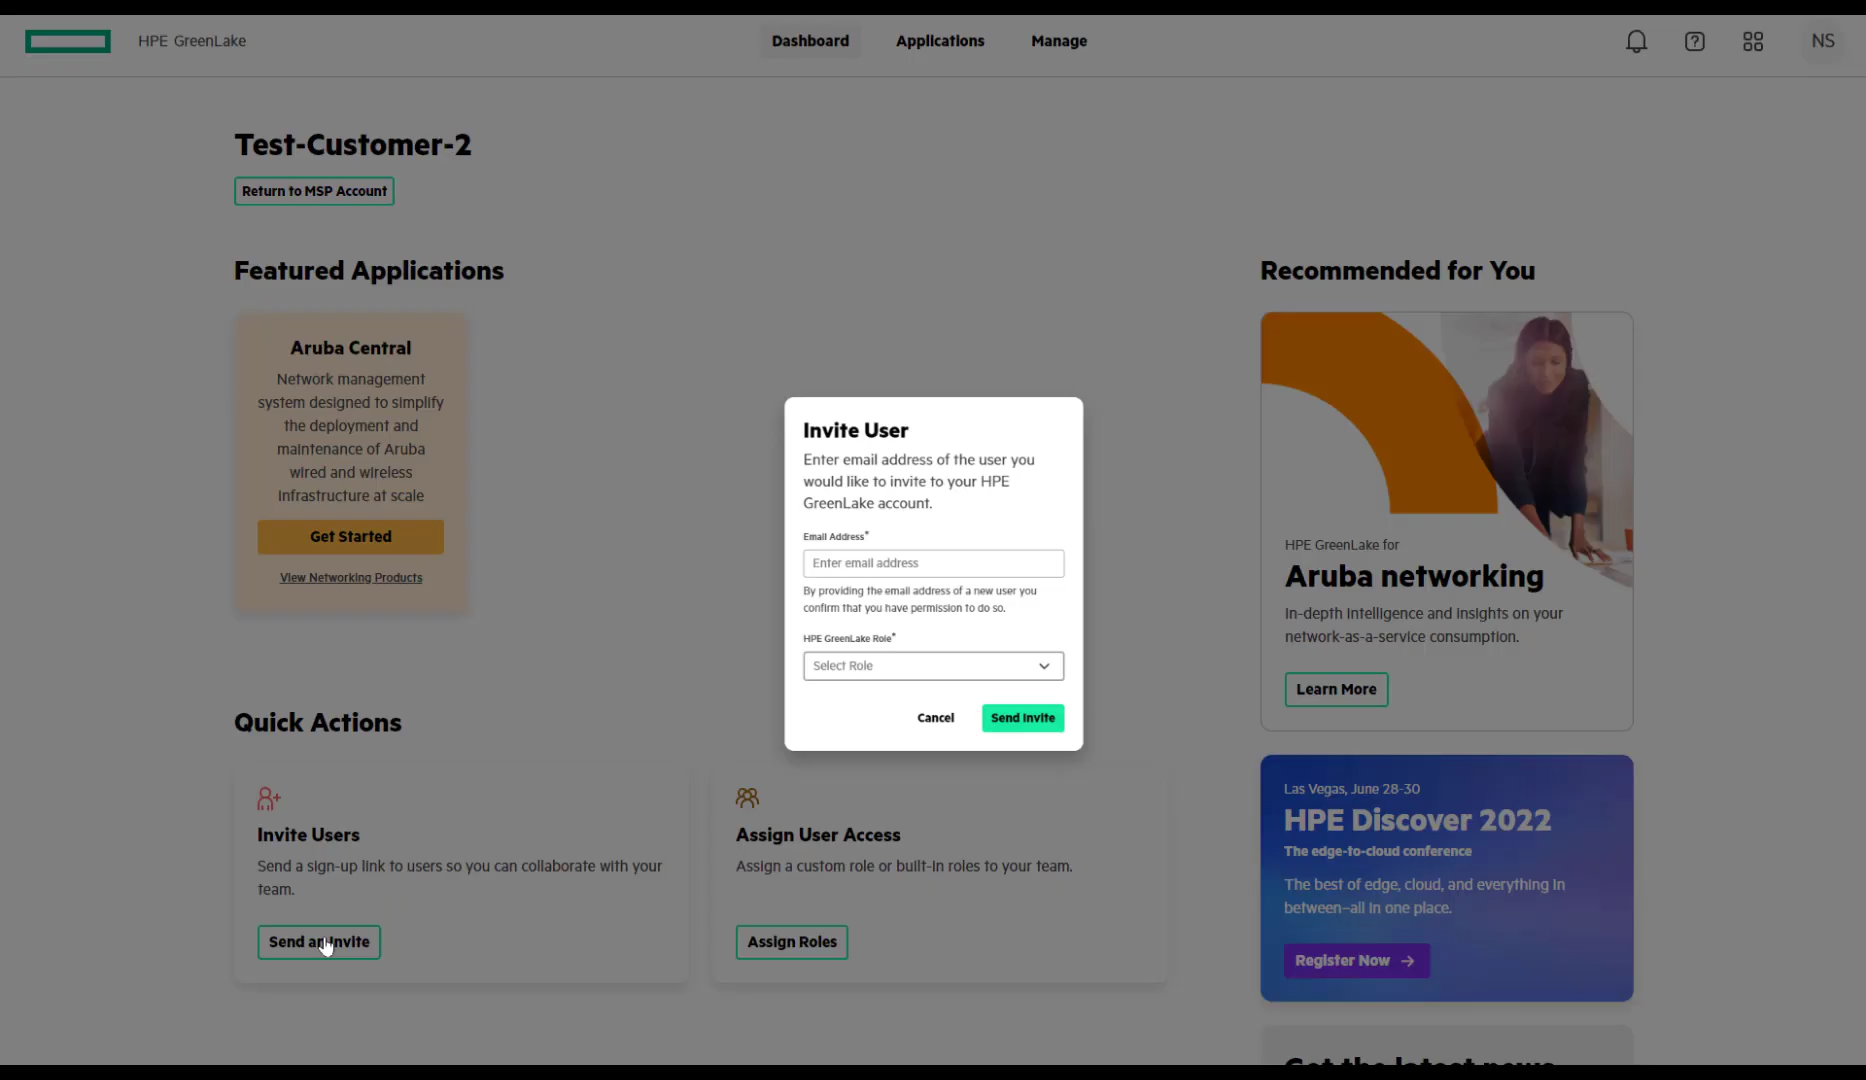 HPE GreenLake
Dashboard
Applications
Manage
NS
Test-Customer-2
Return to MSP Account
Featured Applications
Aruba Central
Network management
system designed to simplify
the deployment and
maintenance of Aruba
wired and wireless
infrastructure at scale
Get Started
View Networking Products
Invite User
Enter email address of the user you
would like to invite to your HPE
GreenLake account.
Email Address*
Enter email address
By providing the email address of a new user you
confirm that you have permission to do so.
HPE GreenLake Role*
Select Role
Cancel
Send Invite
Quick Actions
Invite Users
Send a sign-up link to users so you can collaborate with your
team.
Send an Invite
Assign User Access
Assign a custom role or built-in roles to your team.
Assign Roles
Recommended for You
HPE GreenLake for
Aruba networking
In-depth intelligence and insights on your
network-as-a-service consumption.
Learn More
Las Vegas, June 28-30
HPE Discover 2022
The edge-to-cloud conference
The best of edge, cloud, and everything in
between–all in one place.
Register Now
Get the latest news